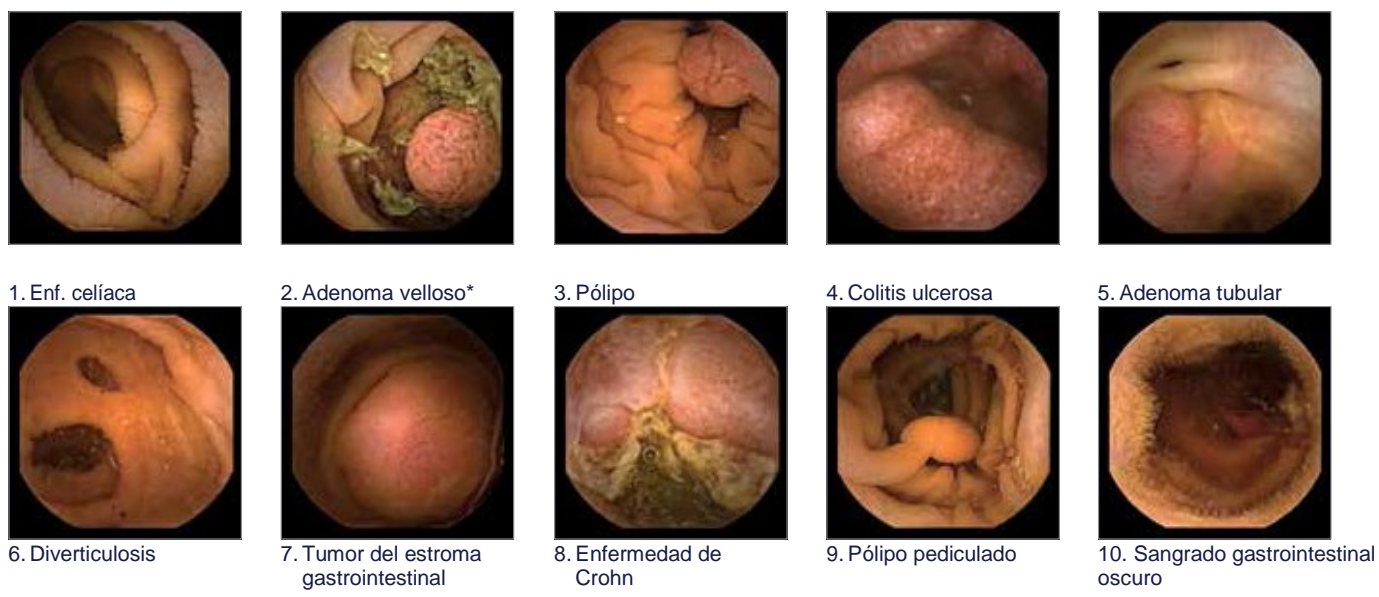 1. Enf. celíaca
2. Adenoma velloso*
3. Pólipo
4. Colitis ulcerosa
5. Adenoma tubular
6. Diverticulosis
7. Tumor del estroma
gastrointestinal
8. Enfermedad de
Crohn
9. Pólipo pediculado
10. Sangrado gastrointestinal
oscuro